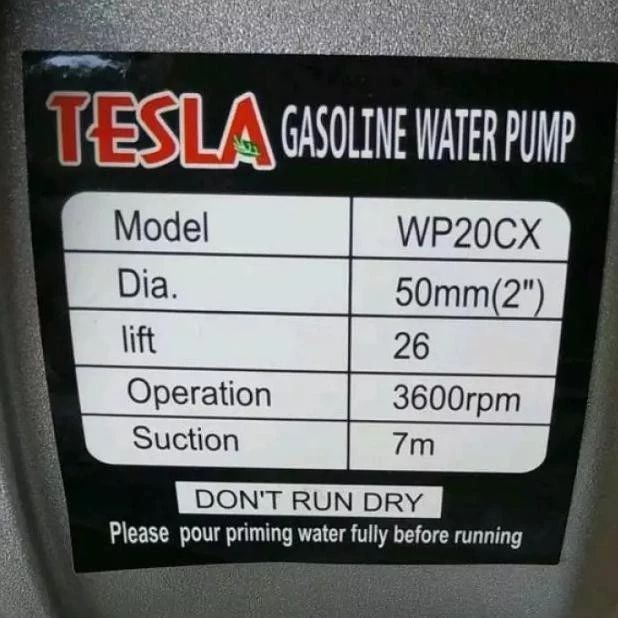 TESLA GASOLINE WATER PUMP
Model WP20CX
Dia. 50mm(2")
lift 26
Operation 3600rpm
Suction 7m
DON'T RUN DRY
Please pour priming water fully before running